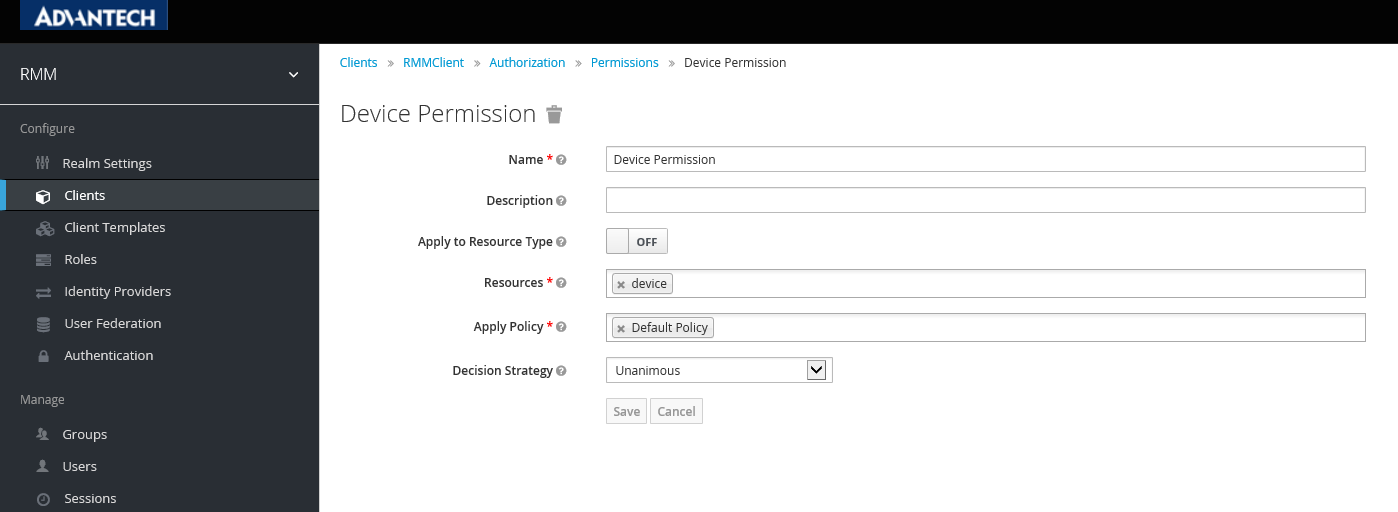 ADVANTECH
RMM
Clients » RMMClient » Authorization » Permissions » Device Permission
Device Permission
Configure
Realm Settings
Clients
Client Templates
Roles
Identity Providers
User Federation
Authentication
Manage
Groups
Users
Sessions
Name * ?
Device Permission
Description ?
Apply to Resource Type ?
OFF
Resources * ?
× device
Apply Policy * ?
× Default Policy
Decision Strategy ?
Unanimous
Save Cancel